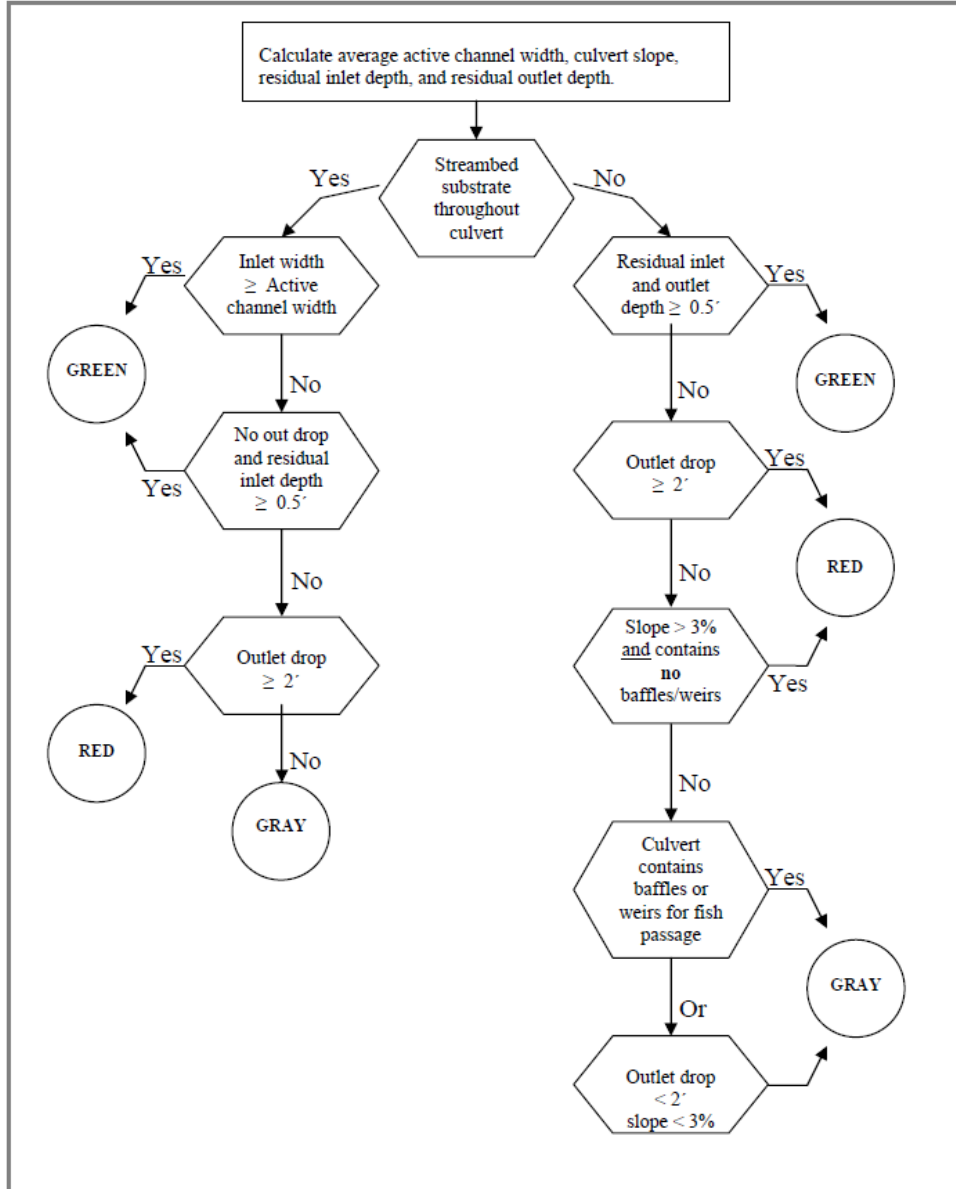 Calculate average active channel width, culvert slope,
residual inlet depth, and residual outlet depth.
Streambed
substrate
throughout
culvert
Yes
No
Inlet width
≥ Active
channel width
Yes
GREEN
No
No out drop
and residual
inlet depth
≥ 0.5´
Yes
No
Outlet drop
≥ 2´
Yes
RED
No
GRAY
Residual inlet
and outlet
depth ≥ 0.5´
Yes
GREEN
No
Outlet drop
≥ 2´
Yes
RED
No
Slope > 3%
and contains
no
baffles/weirs
Yes
No
Culvert
contains
baffles or
weirs for fish
passage
Yes
GRAY
Or
Outlet drop
< 2´
slope < 3%